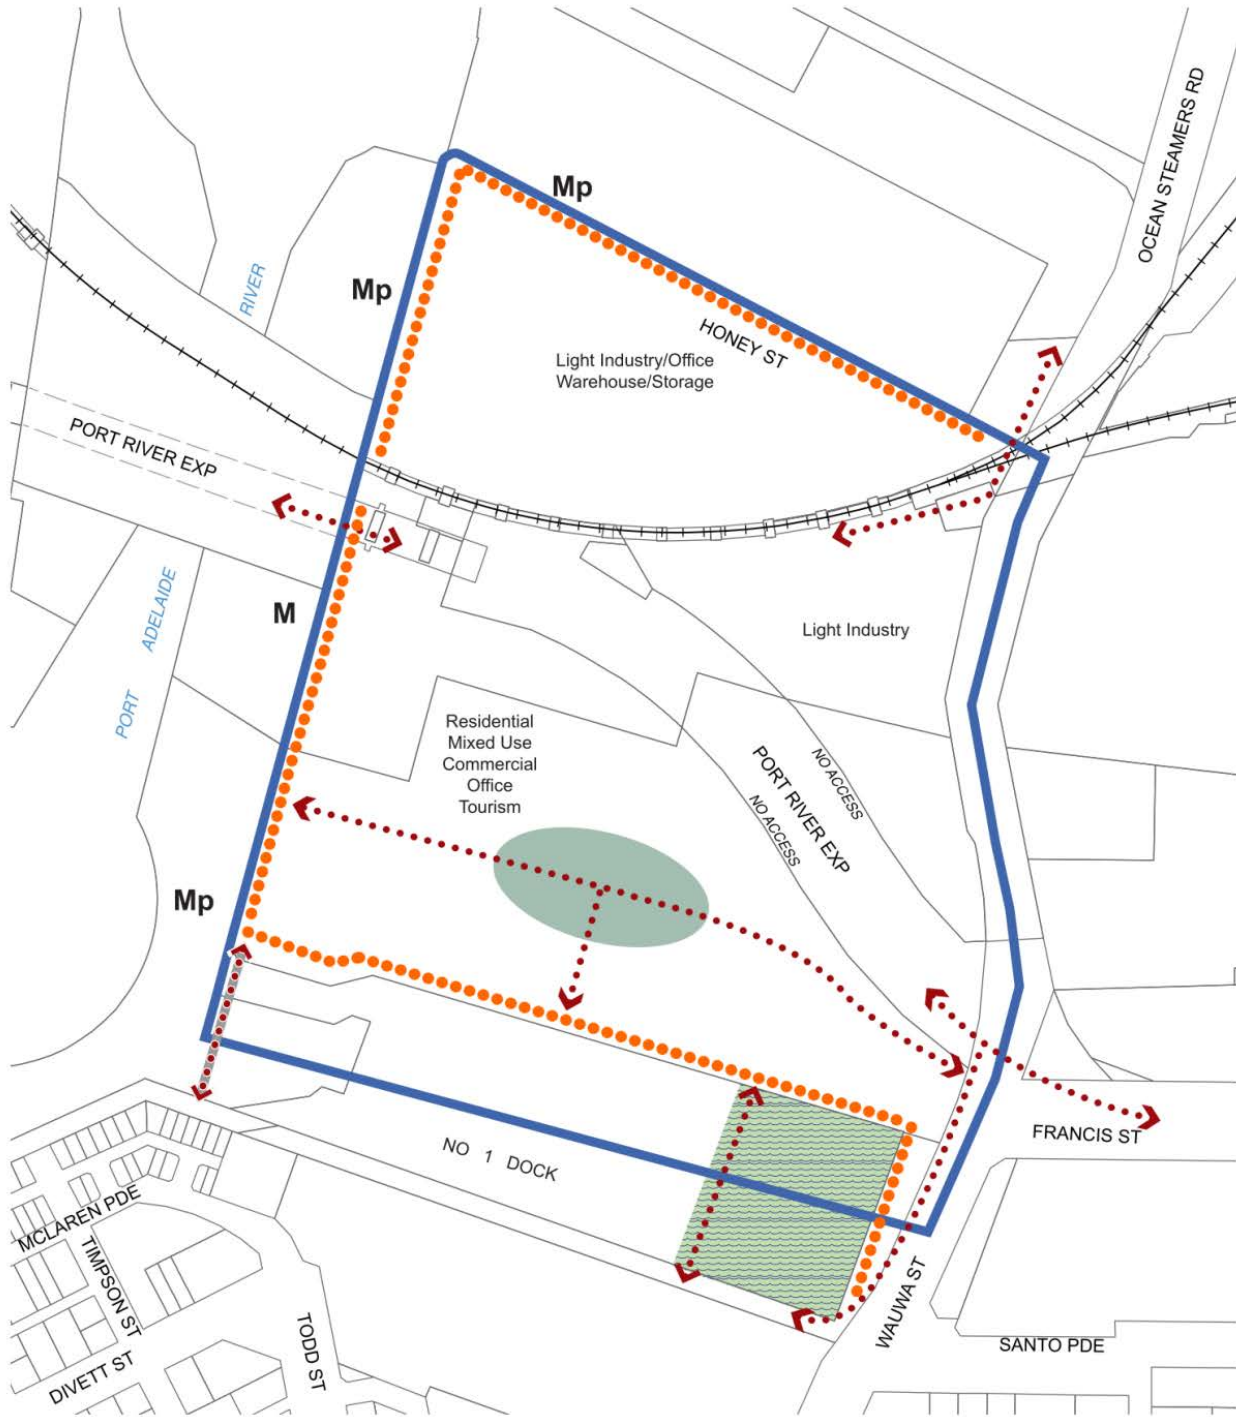 OCEAN STEAMERS RD
Mp
RIVER
Mp
HONEY ST
Light Industry/Office
Warehouse/Storage
PORT RIVER EXP
M
ADELAIDE
PORT
Light Industry
Residential
Mixed Use
Commercial
Office
Tourism
NO ACCESS
PORT RIVER EXP
NO ACCESS
Mp
FRANCIS ST
NO 1 DOCK
MCLAREN PDE
TIMPSON ST
DIVETT ST
TODD ST
WAUWA ST
SANTO PDE